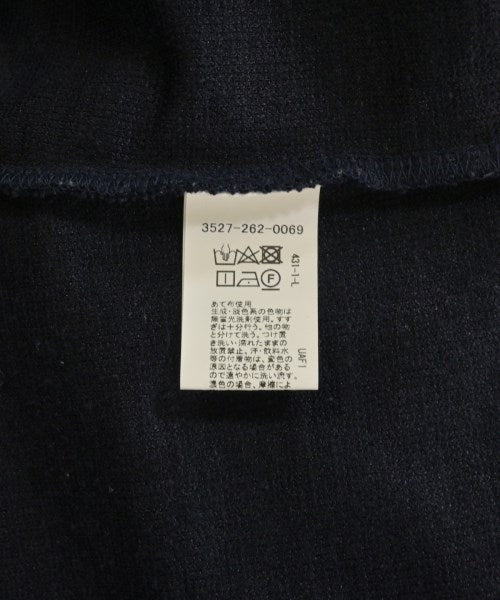 3527-262-0069
431-1-L
あて布使用
生成・淡色系の色物は
無蛍光洗剤使用。すす
ぎは十分行う。他の物
と分けて洗う。つけ置
き洗い・濡れたままの
放置禁止。汗・飲料水
等の付着物は、変色の
原因となる場合がある
ので速やかに洗い流す。
濃色の場合、摩擦によ
UAF1